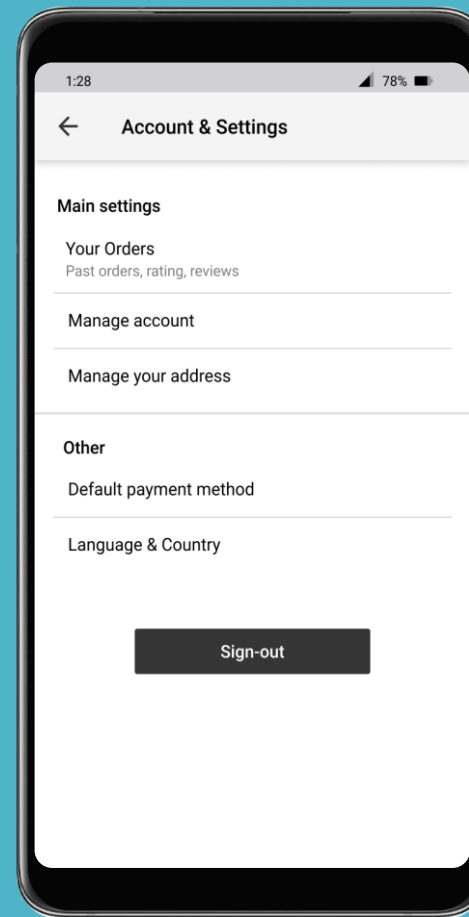 1:28 78%
Account & Settings
Main settings
Your Orders
Past orders, rating, reviews
Manage account
Manage your address
Other
Default payment method
Language & Country
Sign-out